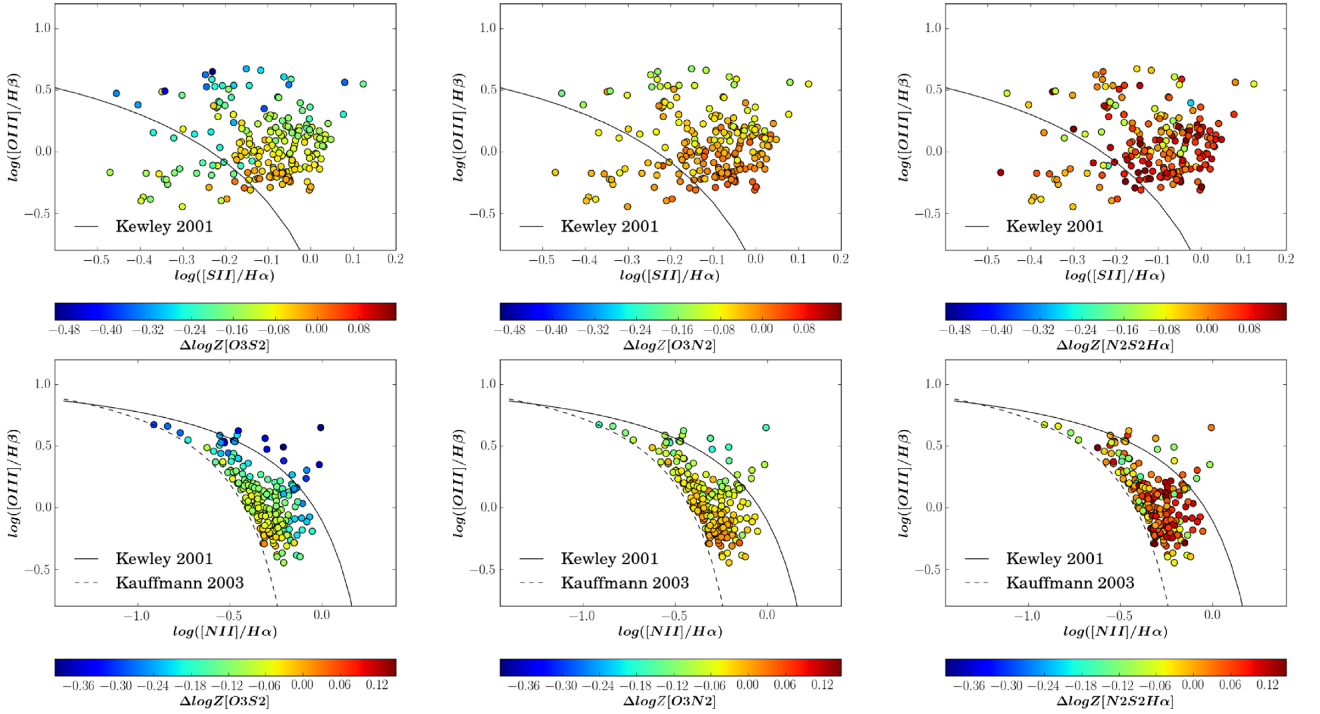 1.0
0.5
0.0
−0.5
log([OIII]/Hβ)
Kewley 2001
−0.5 −0.4 −0.3 −0.2 −0.1 0.0 0.1 0.2
log([SII]/Hα)
−0.48 −0.40 −0.32 −0.24 −0.16 −0.08 0.00 0.08
ΔlogZ[O3S2]
1.0
0.5
0.0
−0.5
log([OIII]/Hβ)
Kewley 2001
−0.5 −0.4 −0.3 −0.2 −0.1 0.0 0.1 0.2
log([SII]/Hα)
−0.48 −0.40 −0.32 −0.24 −0.16 −0.08 0.00 0.08
ΔlogZ[O3N2]
1.0
0.5
0.0
−0.5
log([OIII]/Hβ)
Kewley 2001
−0.5 −0.4 −0.3 −0.2 −0.1 0.0 0.1 0.2
log([SII]/Hα)
−0.48 −0.40 −0.32 −0.24 −0.16 −0.08 0.00 0.08
ΔlogZ[N2S2Hα]
1.0
0.5
0.0
−0.5
log([OIII]/Hβ)
Kewley 2001
Kauffmann 2003
−1.0 −0.5 0.0
log([NII]/Hα)
−0.36 −0.30 −0.24 −0.18 −0.12 −0.06 0.00 0.06 0.12
ΔlogZ[O3S2]
1.0
0.5
0.0
−0.5
log([OIII]/Hβ)
Kewley 2001
Kauffmann 2003
−1.0 −0.5 0.0
log([NII]/Hα)
−0.36 −0.30 −0.24 −0.18 −0.12 −0.06 0.00 0.06 0.12
ΔlogZ[O3N2]
1.0
0.5
0.0
−0.5
log([OIII]/Hβ)
Kewley 2001
Kauffmann 2003
−1.0 −0.5 0.0
log([NII]/Hα)
−0.36 −0.30 −0.24 −0.18 −0.12 −0.06 0.00 0.06 0.12
ΔlogZ[N2S2Hα]